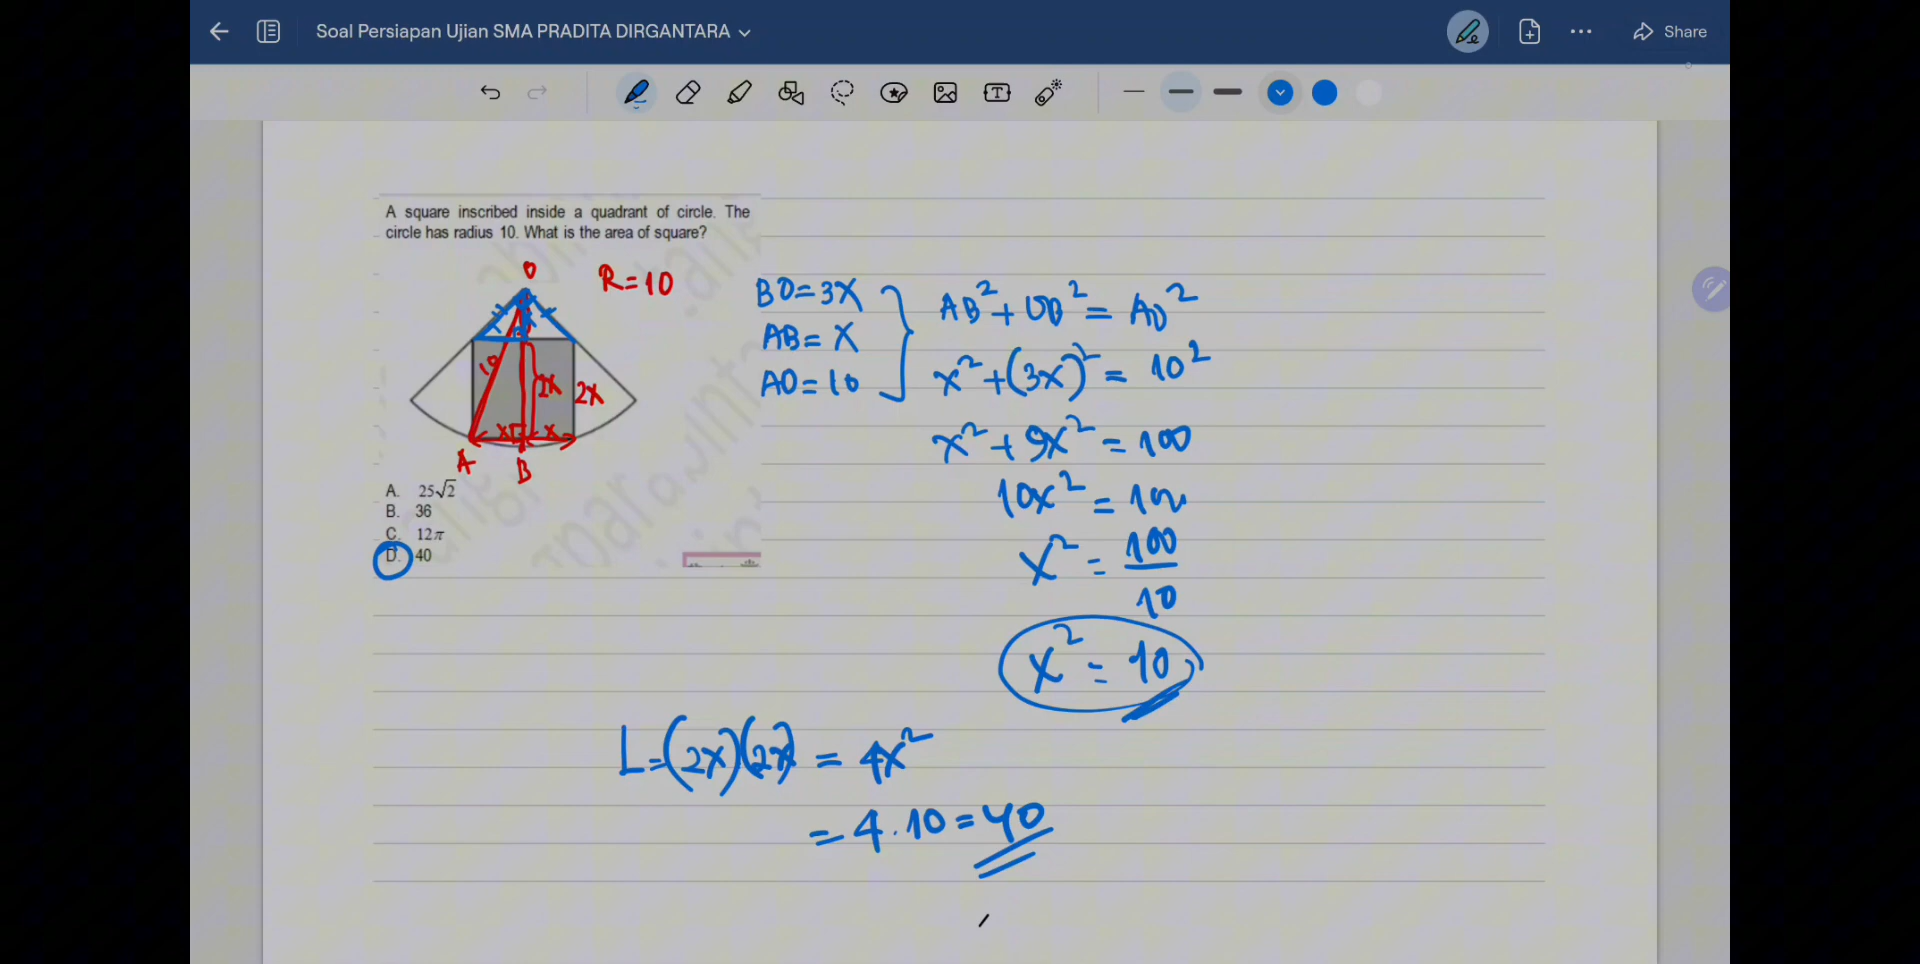 Soal Persiapan Ujian SMA PRADITA DIRGANTARA
Share
A square inscribed inside a quadrant of circle. The
circle has radius 10. What is the area of square?
O
R=10
10
2x
2x
x
x
A
B
A. 25√2
B. 36
C. 12π
D. 40
BO=3x
AB=x
AO=10
AB²+OB²=AO²
x²+(3x)²=10²
x²+9x²=100
10x²=100
x²=100/10
x²=10
L=(2x)(2x)=4x²
=4.10=40